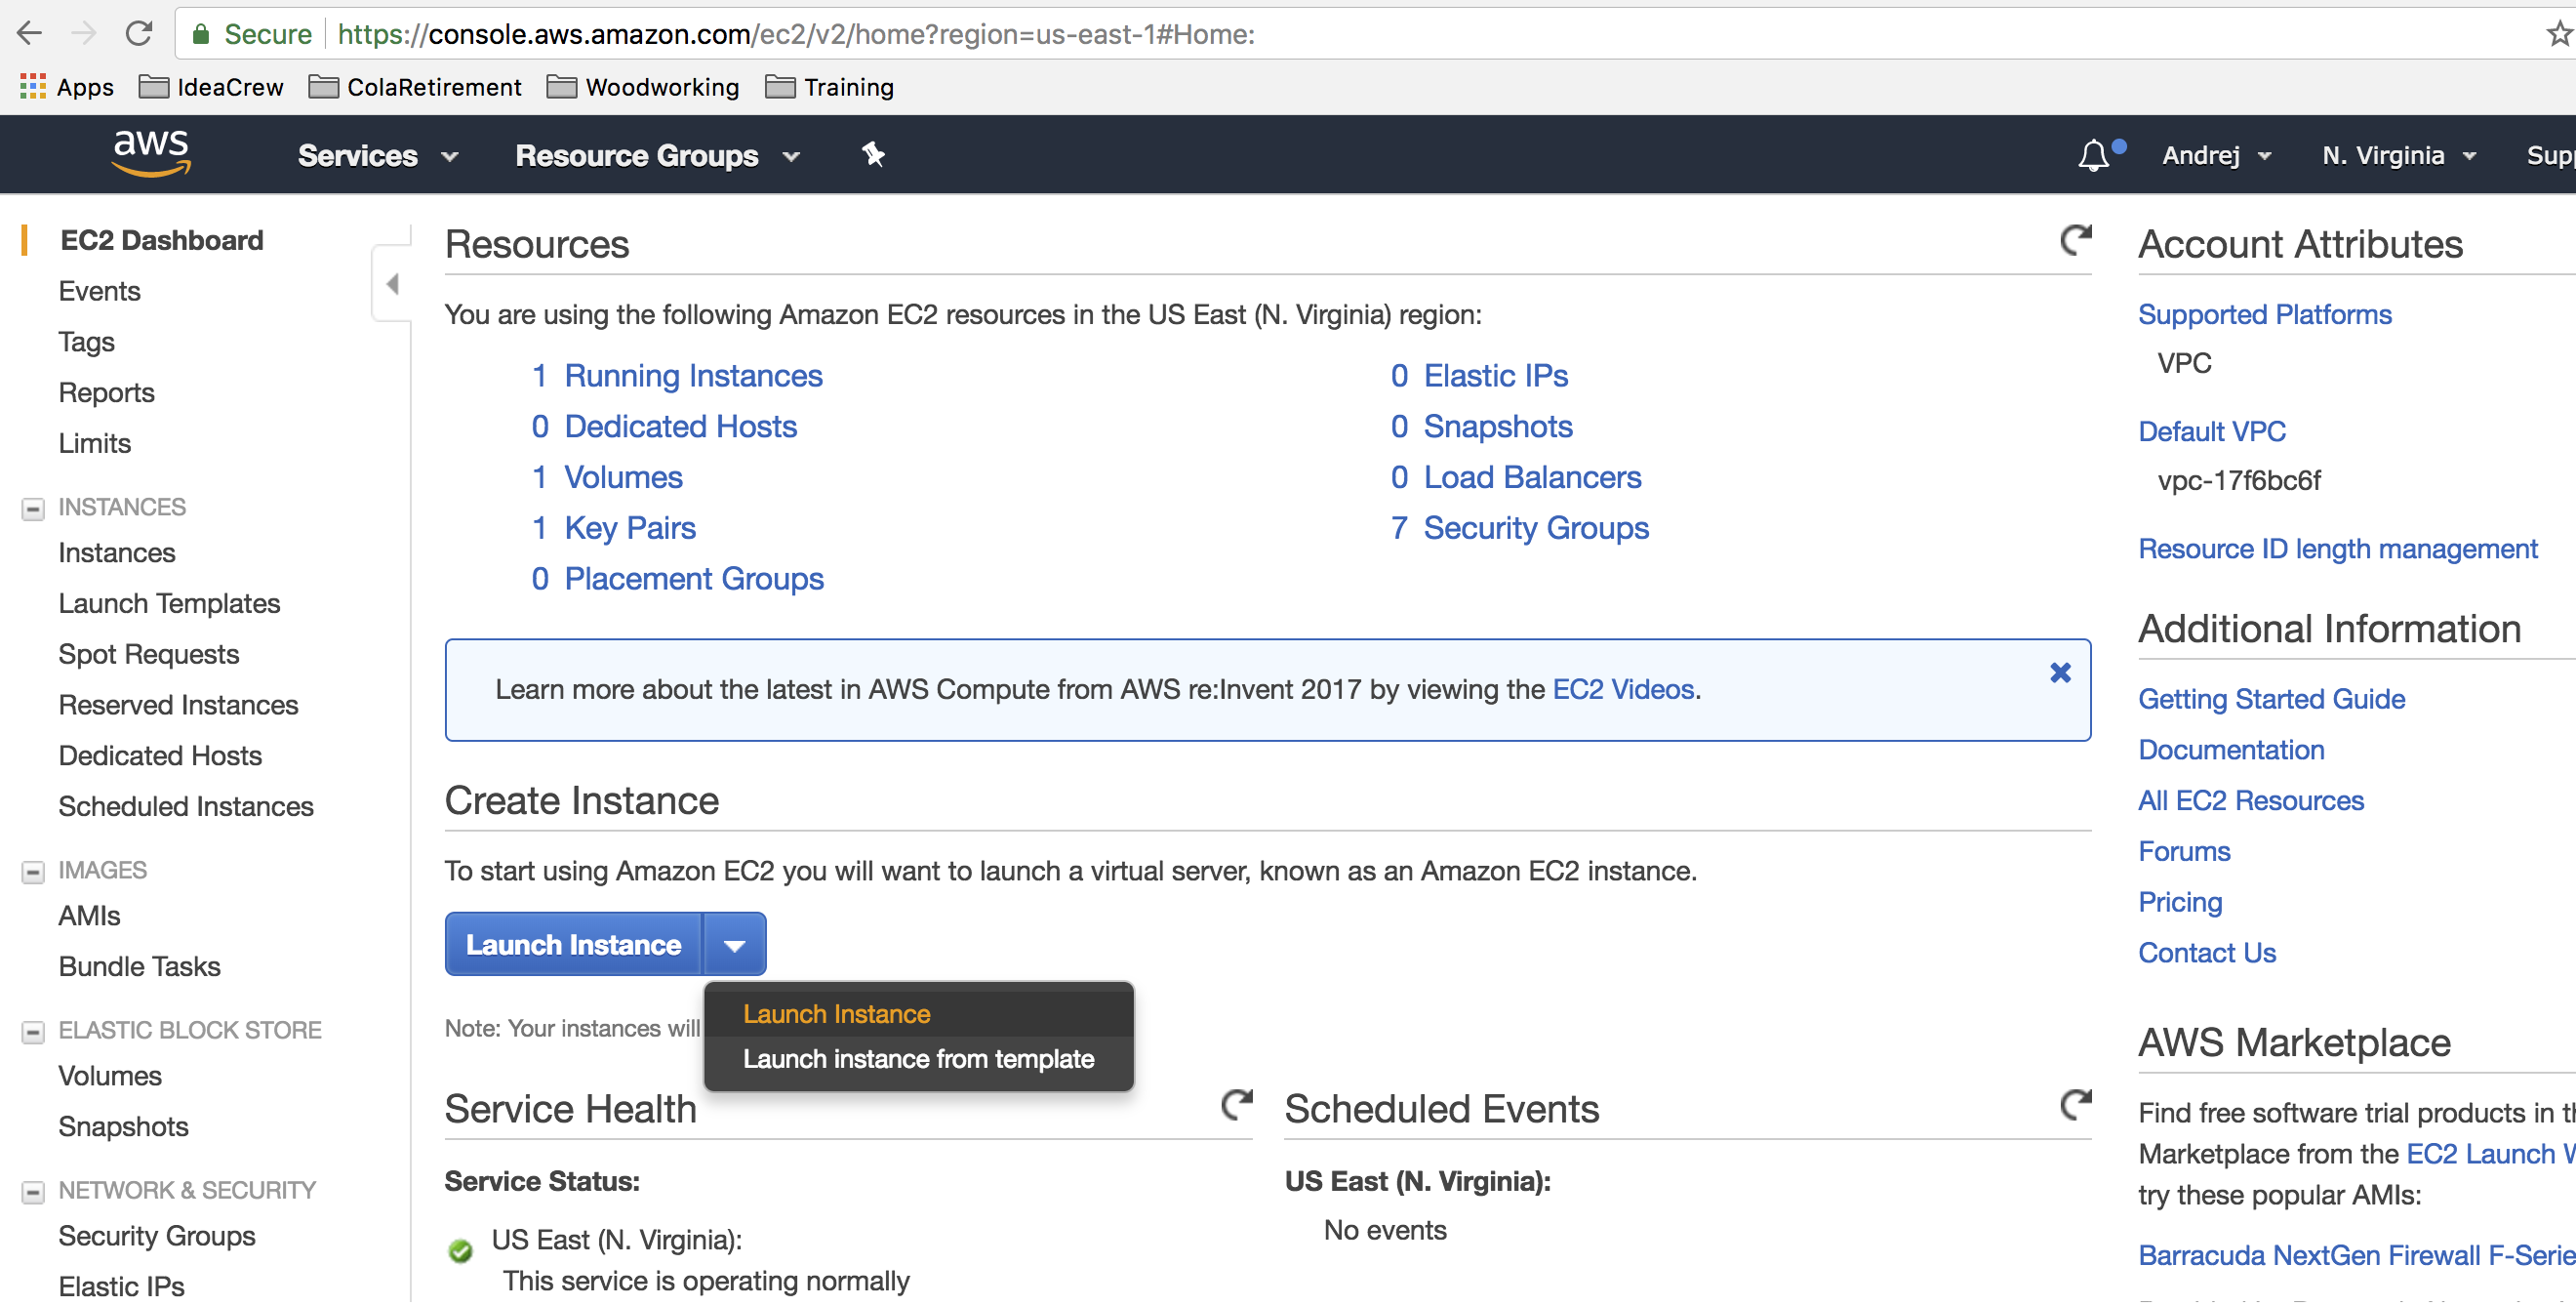 Secure https://console.aws.amazon.com/ec2/v2/home?region=us-east-1#Home:
Apps IdeaCrew ColaRetirement Woodworking Training
aws Services Resource Groups Andrej N. Virginia
EC2 Dashboard
Events
Tags
Reports
Limits
INSTANCES
Instances
Launch Templates
Spot Requests
Reserved Instances
Dedicated Hosts
Scheduled Instances
IMAGES
AMIs
Bundle Tasks
ELASTIC BLOCK STORE
Volumes
Snapshots
NETWORK & SECURITY
Security Groups
Elastic IPs
Resources
You are using the following Amazon EC2 resources in the US East (N. Virginia) region:
1 Running Instances
0 Dedicated Hosts
1 Volumes
1 Key Pairs
0 Placement Groups
0 Elastic IPs
0 Snapshots
0 Load Balancers
7 Security Groups
Learn more about the latest in AWS Compute from AWS re:Invent 2017 by viewing the EC2 Videos.
Create Instance
To start using Amazon EC2 you will want to launch a virtual server, known as an Amazon EC2 instance.
Launch Instance
Launch Instance
Launch instance from template
Note: Your instances will
Service Health
Service Status:
US East (N. Virginia):
This service is operating normally
Scheduled Events
US East (N. Virginia):
No events
Account Attributes
Supported Platforms
VPC
Default VPC
vpc-17f6bc6f
Resource ID length management
Additional Information
Getting Started Guide
Documentation
All EC2 Resources
Forums
Pricing
Contact Us
AWS Marketplace
Find free software trial products in
Marketplace from the EC2 Launch
try these popular AMIs:
Barracuda NextGen Firewall